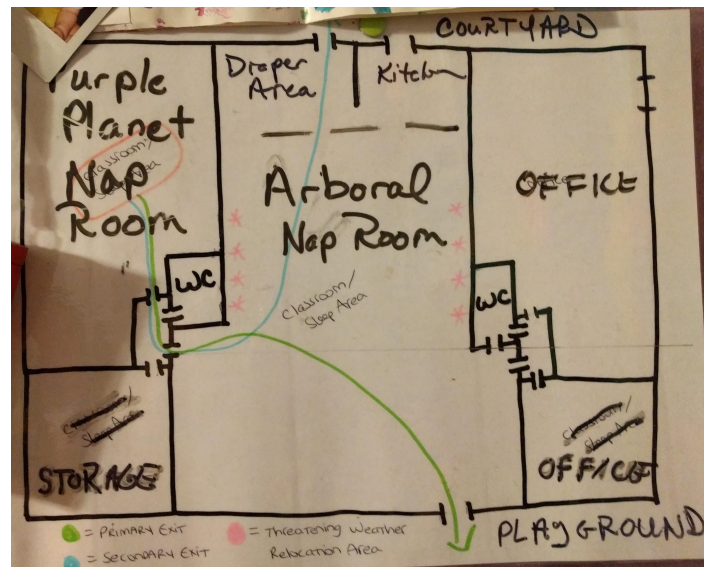 COURTYARD
Purple
Planet
Nap
Room
Classroom/
Sleep Area
Diaper
Area
Kitchen
Arboral
Nap Room
Classroom/
Sleep Area
OFFICE
WC
WC
Classroom/
Sleep Area
STORAGE
Classroom/
Sleep Area
OFFICE
PLAYGROUND
= PRIMARY EXIT
= SECONDARY EXIT
= Threatening Weather
Relocation Area